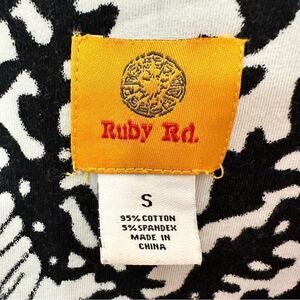 Ruby Rd.
S
95% COTTON
5% SPANDEX
MADE IN
CHINA